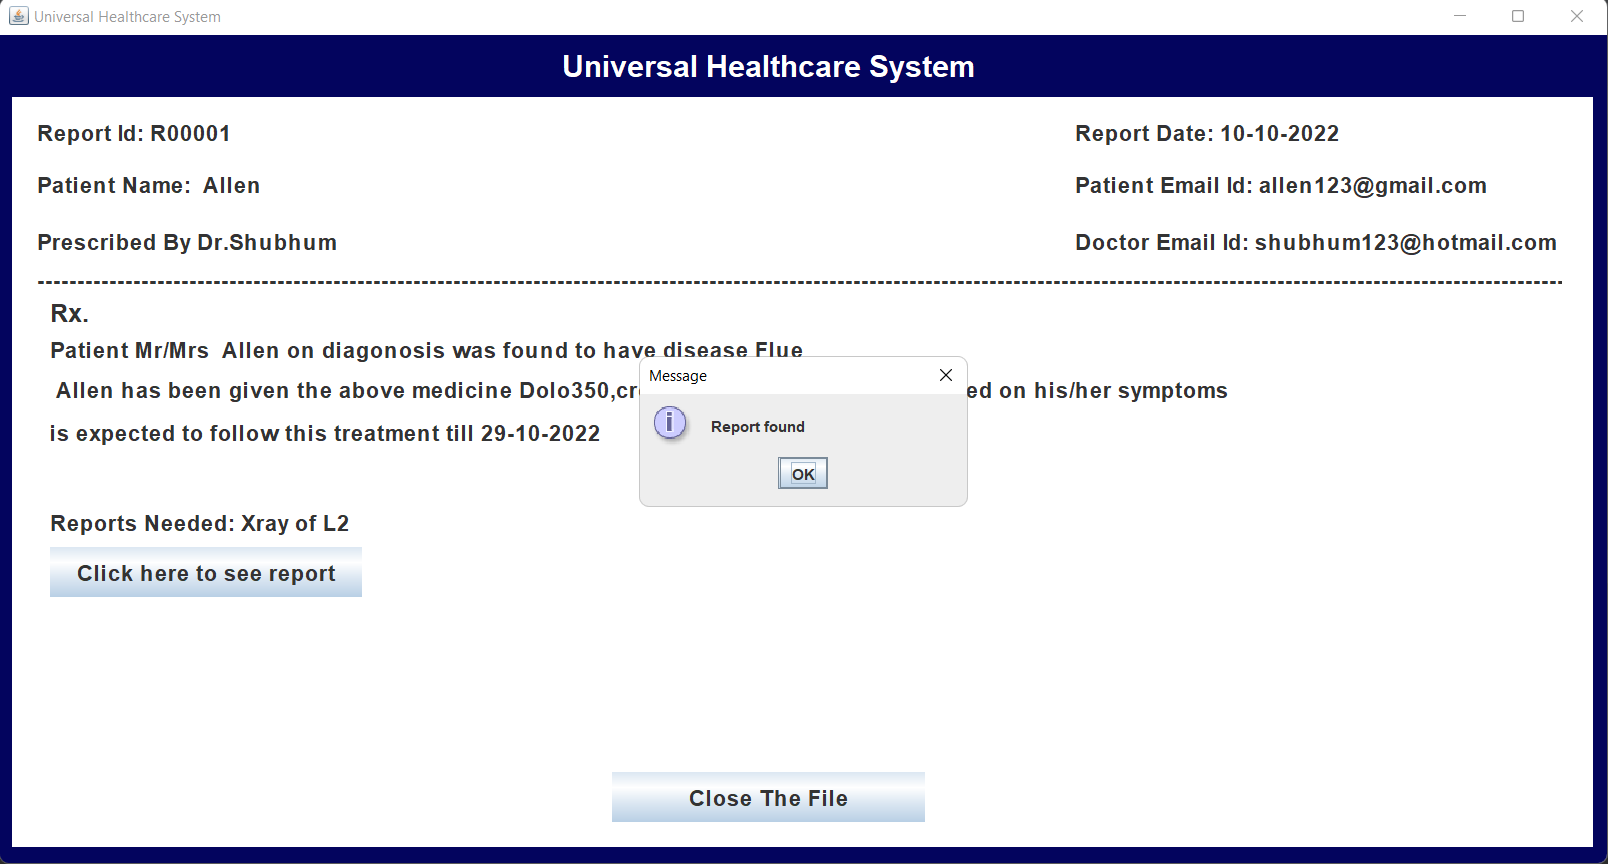 Universal Healthcare System
Universal Healthcare System
Report Id: R00001
Report Date: 10-10-2022
Patient Name: Allen
Patient Email Id: allen123@gmail.com
Prescribed By Dr.Shubhum
Doctor Email Id: shubhum123@hotmail.com
Rx.
Patient Mr/Mrs Allen on diagonosis was found to have disease Flue
Allen has been given the above medicine Dolo350, on his/her symptoms
is expected to follow this treatment till 29-10-2022
Message
Report found
OK
Reports Needed: Xray of L2
Click here to see report
Close The File